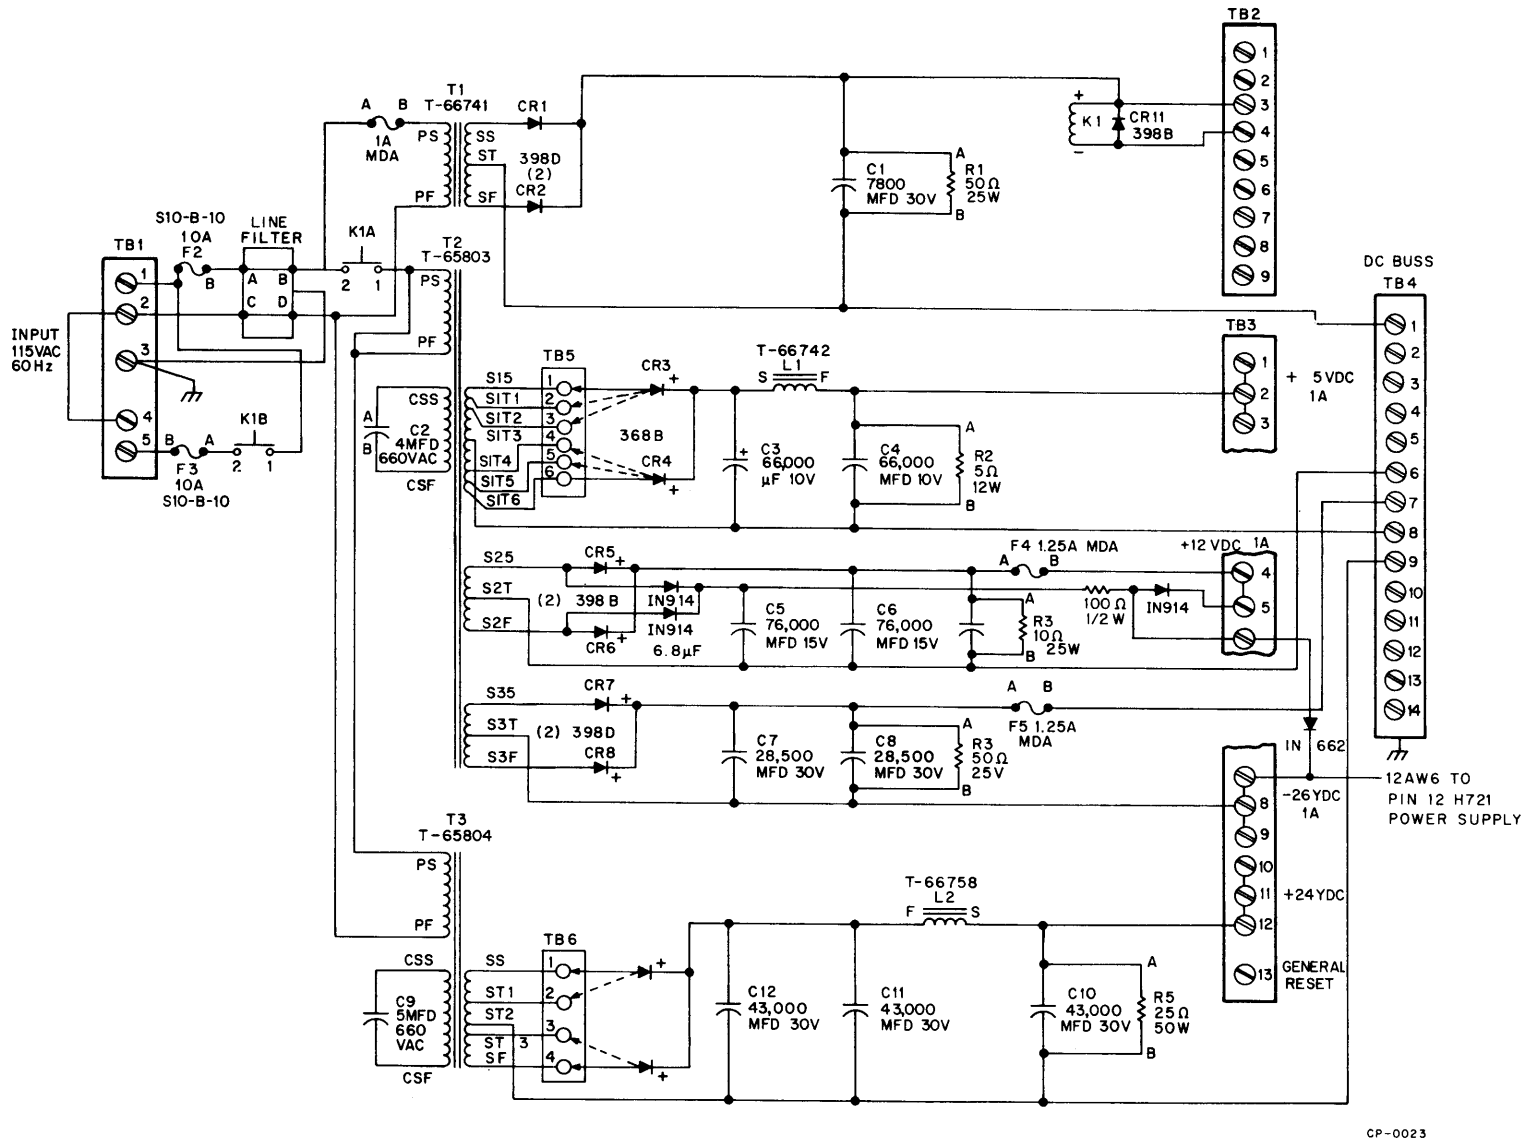 TB2
1
2
3
4
5
6
7
8
9
+
K1
-
CR11
398B
T1
T-66741
A B
1A
MDA
PS
PF
SS
ST
SF
CR1
398D
(2)
CR2
C1
7800
MFD 30V
A
R1
50Ω
25W
B
S10-B-10
10A
F2
B
LINE
FILTER
A B
C D
K1A
2 1
TB1
1
2
3
4
5
INPUT
115VAC
60Hz
B A
F3
10A
S10-B-10
K1B
2 1
T2
T-65803
PS
PF
CSS
A
C2
B
4MFD
660VAC
CSF
S15
SIT1
SIT2
SIT3
SIT4
SIT5
SIT6
TB5
1
2
3
4
5
6
CR3
+
368B
CR4
+
T-66742
L1
S F
+
C3
66,000
µF 10V
C4
66,000
MFD 10V
A
R2
5Ω
12W
B
TB3
1
2
3
+ 5VDC
1A
DC BUSS
TB4
1
2
3
4
5
6
7
8
9
10
11
12
13
14
S25
S2T
S2F
CR5
+
(2) 398B
IN914
IN914
CR6
+
6.8µF
C5
76,000
MFD 15V
C6
76,000
MFD 15V
A
R3
10Ω
25W
B
F4 1.25A MDA
A B
+12VDC 1A
100Ω
1/2W
IN914
4
5
S35
S3T
S3F
CR7
+
(2) 398D
CR8
+
C7
28,500
MFD 30V
C8
28,500
MFD 30V
A
R3
50Ω
25V
B
A B
F5 1.25A
MDA
IN 662
12AW6 TO
PIN 12 H721
POWER SUPPLY
-26YDC
1A
8
9
10
11
12
13
+24YDC
GENERAL
RESET
T3
T-65804
PS
PF
CSS
C9
5MFD
660
VAC
CSF
SS
ST1
ST2
ST 3
SF
TB6
1
2
3
4
+
+
C12
43,000
MFD 30V
C11
43,000
MFD 30V
T-66758
L2
F S
C10
43,000
MFD 30V
A
R5
25Ω
50W
B
CP-0023